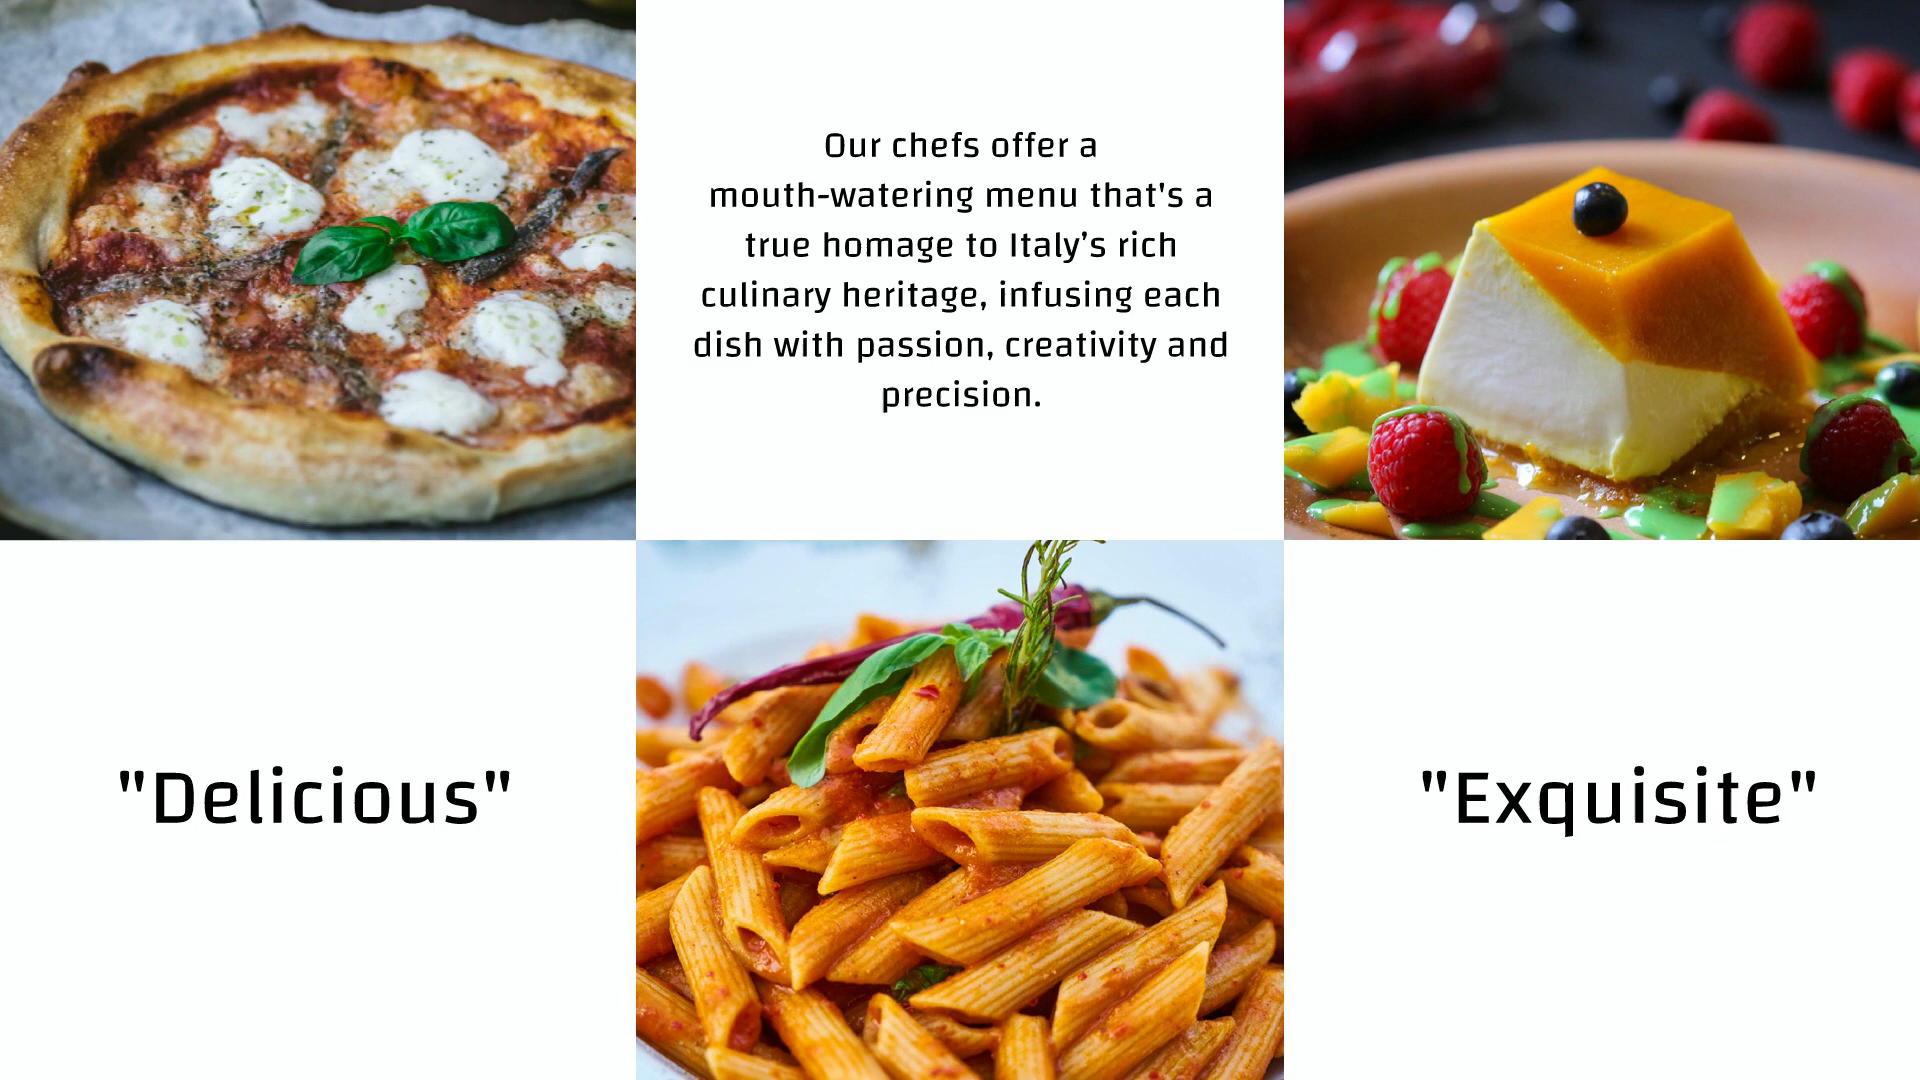 Our chefs offer a
mouth-watering menu that's a
true homage to Italy’s rich
culinary heritage, infusing each
dish with passion, creativity and
precision.
"Delicious"
"Exquisite"